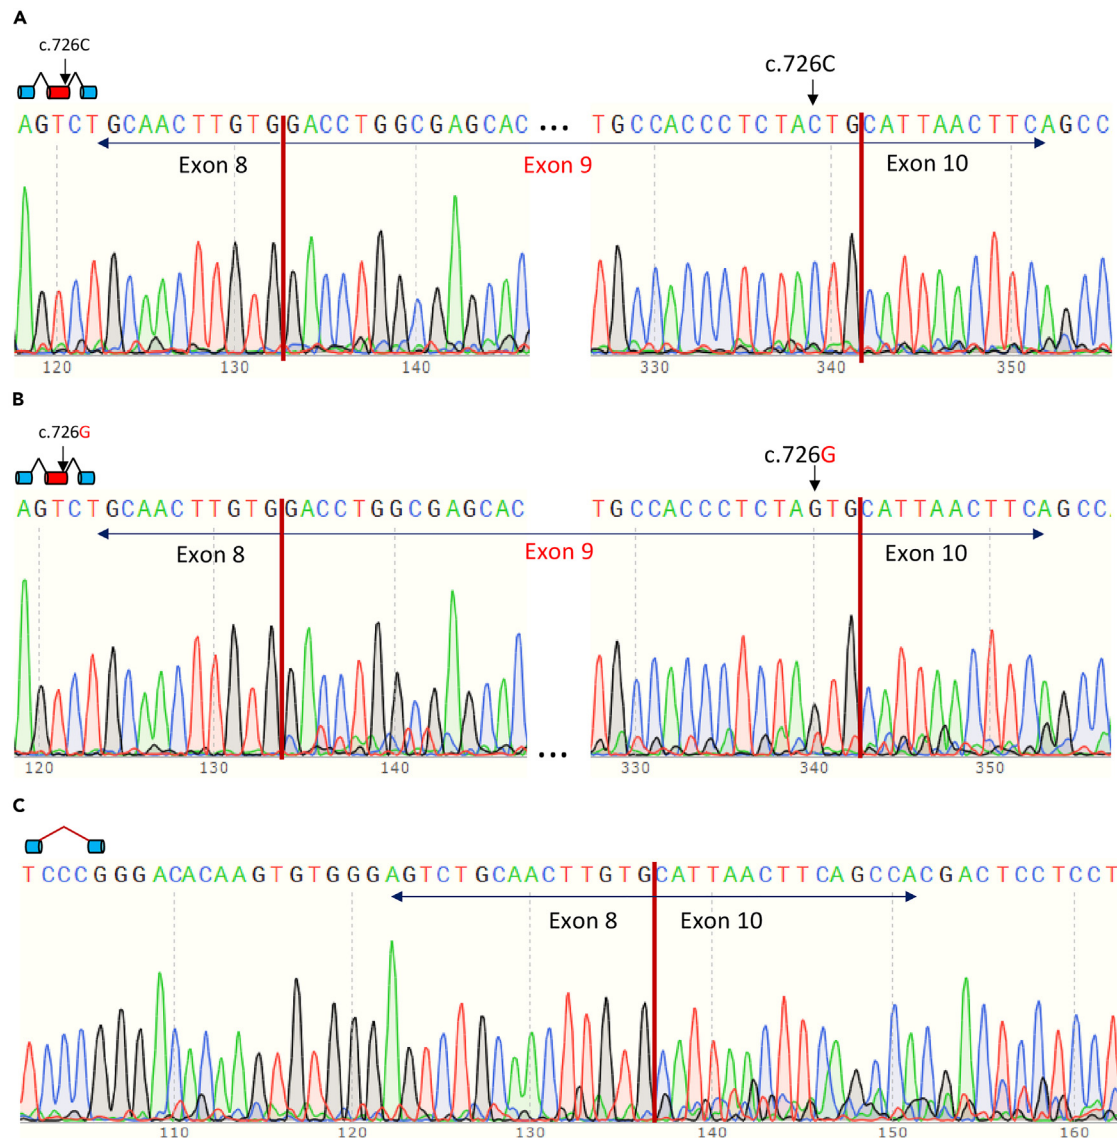 A
c.726C
c.726C
AGTCTGCAACTTGTGGACCTGGCGAGCAC ... TGCCACCCTCTACTGCATTAACTTCAGCC
Exon 8 Exon 9 Exon 10
120 130 140 330 340 350
B
c.726G
c.726G
AGTCTGCAACTTGTGGACCTGGCGAGCAC TGCCACCCTCTAGTGCATTAACTTCAGCC.
Exon 8 Exon 9 Exon 10
...
120 130 140 330 340 350
C
TCCCGGGACACAAGTGTGGGAGTCTGCAACTTGTGCATTAACTTCAGCCACGACTCCTCCT
Exon 8 Exon 10
110 120 130 140 150 160